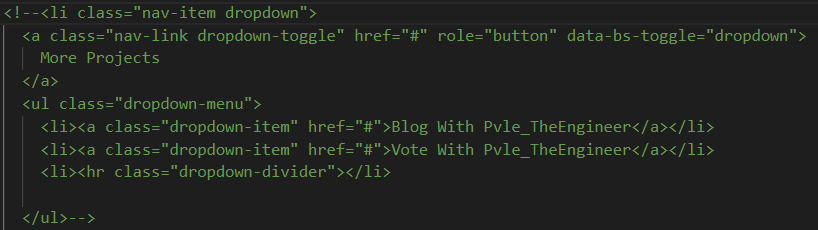 <!--<li class="nav-item dropdown">
<a class="nav-link dropdown-toggle" href="#" role="button" data-bs-toggle="dropdown">
More Projects
</a>
<ul class="dropdown-menu">
<li><a class="dropdown-item" href="#">Blog With Pvle_TheEngineer</a></li>
<li><a class="dropdown-item" href="#">Vote With Pvle_TheEngineer</a></li>
<li><hr class="dropdown-divider"></li>
</ul>-->